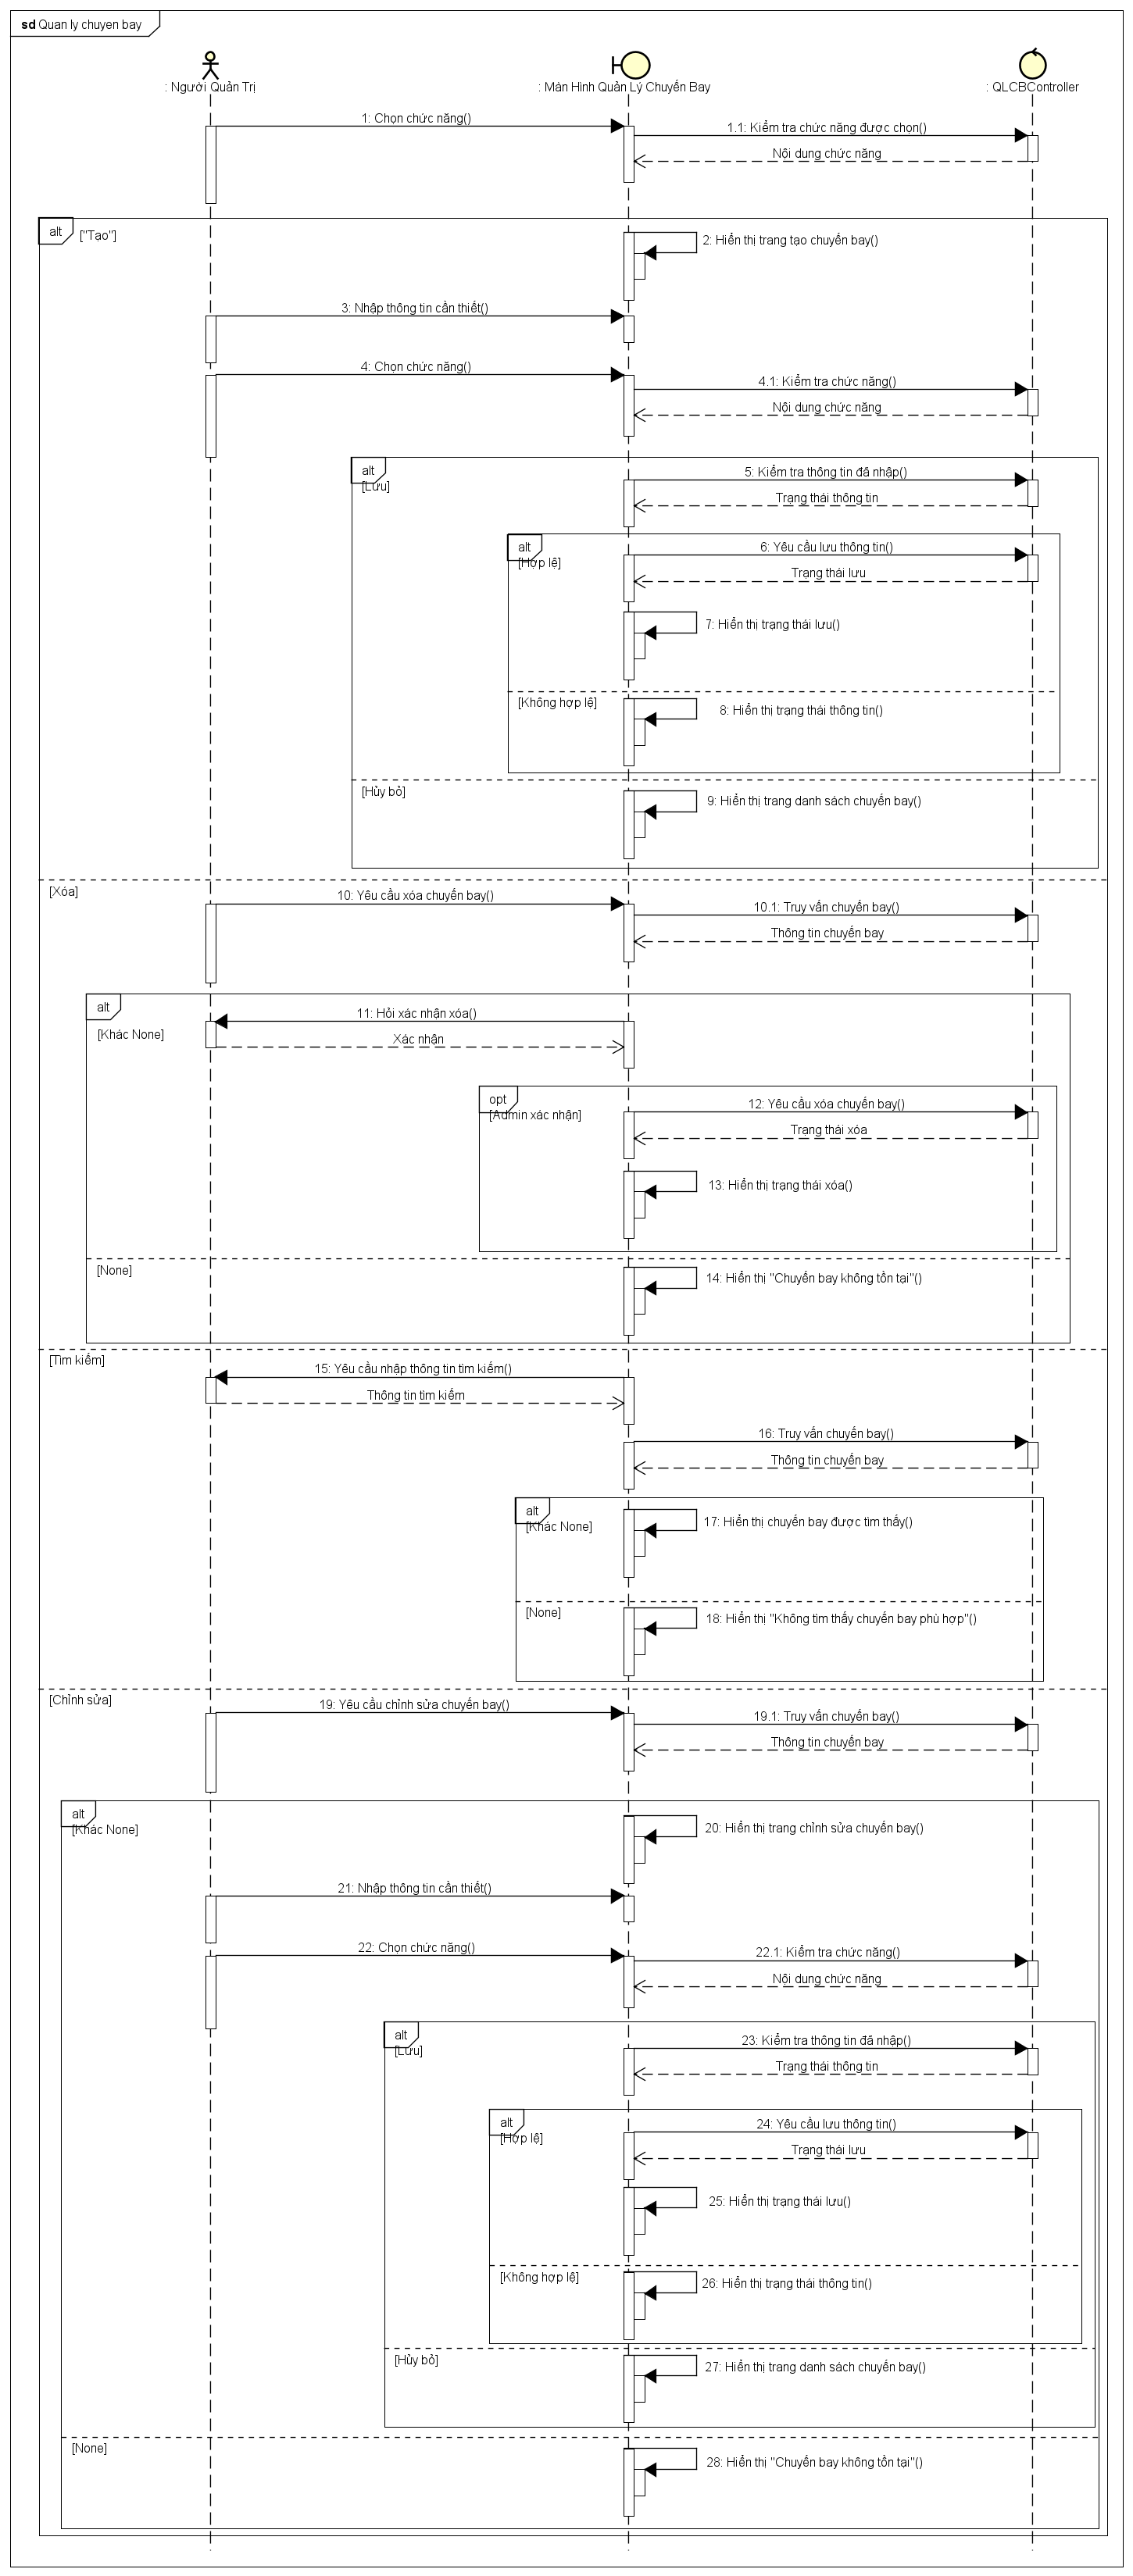 sd Quan ly chuyen bay
: Người Quản Trị
: Màn Hình Quản Lý Chuyến Bay
: QLCBController
1: Chọn chức năng()
1.1: Kiểm tra chức năng được chọn()
Nội dung chức năng
alt
["Tạo"]
2: Hiển thị trang tạo chuyến bay()
3: Nhập thông tin cần thiết()
4: Chọn chức năng()
4.1: Kiểm tra chức năng()
Nội dung chức năng
alt
[Lưu]
5: Kiểm tra thông tin đã nhập()
Trạng thái thông tin
alt
[Hợp lệ]
6: Yêu cầu lưu thông tin()
Trạng thái lưu
7: Hiển thị trạng thái lưu()
[Không hợp lệ]
8: Hiển thị trạng thái thông tin()
[Hủy bỏ]
9: Hiển thị trang danh sách chuyến bay()
[Xóa]
10: Yêu cầu xóa chuyến bay()
10.1: Truy vấn chuyến bay()
Thông tin chuyến bay
alt
[Khác None]
11: Hỏi xác nhận xóa()
Xác nhận
opt
[Admin xác nhận]
12: Yêu cầu xóa chuyến bay()
Trạng thái xóa
13: Hiển thị trạng thái xóa()
[None]
14: Hiển thị "Chuyến bay không tồn tại"()
[Tìm kiếm]
15: Yêu cầu nhập thông tin tìm kiếm()
Thông tin tìm kiếm
16: Truy vấn chuyến bay()
Thông tin chuyến bay
alt
[Khác None]
17: Hiển thị chuyến bay được tìm thấy()
[None]
18: Hiển thị "Không tìm thấy chuyến bay phù hợp"()
[Chỉnh sửa]
19: Yêu cầu chỉnh sửa chuyến bay()
19.1: Truy vấn chuyến bay()
Thông tin chuyến bay
alt
[Khác None]
20: Hiển thị trang chỉnh sửa chuyến bay()
21: Nhập thông tin cần thiết()
22: Chọn chức năng()
22.1: Kiểm tra chức năng()
Nội dung chức năng
alt
[Lưu]
23: Kiểm tra thông tin đã nhập()
Trạng thái thông tin
alt
[Hợp lệ]
24: Yêu cầu lưu thông tin()
Trạng thái lưu
25: Hiển thị trạng thái lưu()
[Không hợp lệ]
26: Hiển thị trạng thái thông tin()
[Hủy bỏ]
27: Hiển thị trang danh sách chuyến bay()
[None]
28: Hiển thị "Chuyến bay không tồn tại"()